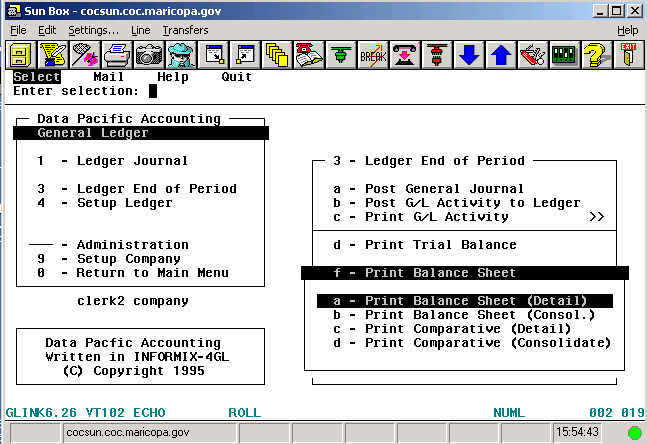 Sun Box - cocsun.coc.maricopa.gov
File Edit Settings... Line Transfers Help
BREAK EXIT
Select Mail Help Quit
Enter selection:
Data Pacific Accounting
General Ledger
1 - Ledger Journal
3 - Ledger End of Period
4 - Setup Ledger
- Administration
9 - Setup Company
0 - Return to Main Menu
clerk2 company
Data Pacfic Accounting
Written in INFORMIX-4GL
(C) Copyright 1995
3 - Ledger End of Period
a - Post General Journal
b - Post G/L Activity to Ledger
c - Print G/L Activity >>
d - Print Trial Balance
f - Print Balance Sheet
a - Print Balance Sheet (Detail)
b - Print Balance Sheet (Consol.)
c - Print Comparative (Detail)
d - Print Comparative (Consolidate)
GLINK6.26 VT102 ECHO ROLL NUML 002 019
cocsun.coc.maricopa.gov 15:54:43